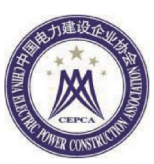 中国电力建设企业协会
CEPCA
CHINA ELECTRIC POWER CONSTRUCTION ASSOCIATION